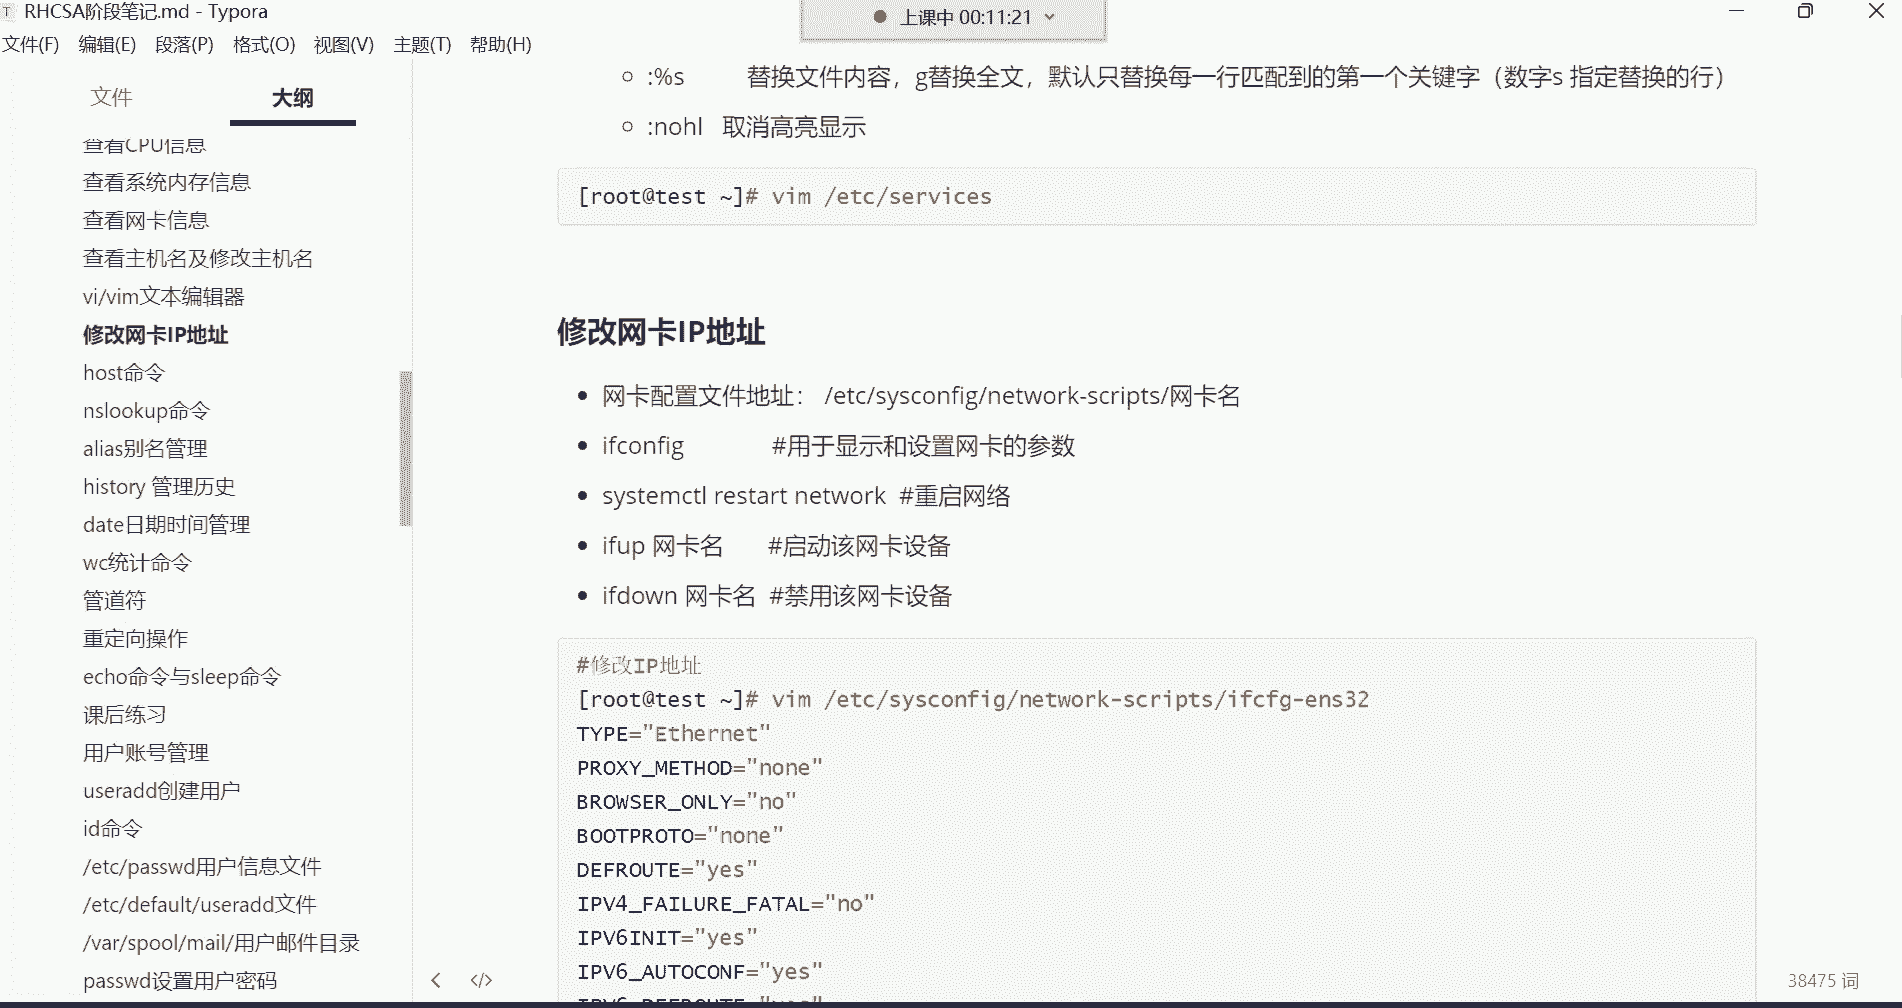 RHCSA阶段笔记.md - Typora
上课中 00:11:21
文件(F) 编辑(E) 段落(P) 格式(O) 视图(V) 主题(T) 帮助(H)
文件 大纲
查看CPU信息
查看系统内存信息
查看网卡信息
查看主机名及修改主机名
vi/vim文本编辑器
修改网卡IP地址
host命令
nslookup命令
alias别名管理
history 管理历史
date日期时间管理
wc统计命令
管道符
重定向操作
echo命令与sleep命令
课后练习
用户账号管理
useradd创建用户
id命令
/etc/passwd用户信息文件
/etc/default/useradd文件
/var/spool/mail/用户邮件目录
passwd设置用户密码
:%s 替换文件内容，g替换全文，默认只替换每一行匹配到的第一个关键字（数字s 指定替换的行）
:nohl 取消高亮显示
[root@test ~]# vim /etc/services
修改网卡IP地址
网卡配置文件地址： /etc/sysconfig/network-scripts/网卡名
ifconfig #用于显示和设置网卡的参数
systemctl restart network #重启网络
ifup 网卡名 #启动该网卡设备
ifdown 网卡名 #禁用该网卡设备
#修改IP地址
[root@test ~]# vim /etc/sysconfig/network-scripts/ifcfg-ens32
TYPE="Ethernet"
PROXY_METHOD="none"
BROWSER_ONLY="no"
BOOTPROTO="none"
DEFROUTE="yes"
IPV4_FAILURE_FATAL="no"
IPV6INIT="yes"
IPV6_AUTOCONF="yes"
IPV6_DEFROUTE="yes"
38475 词